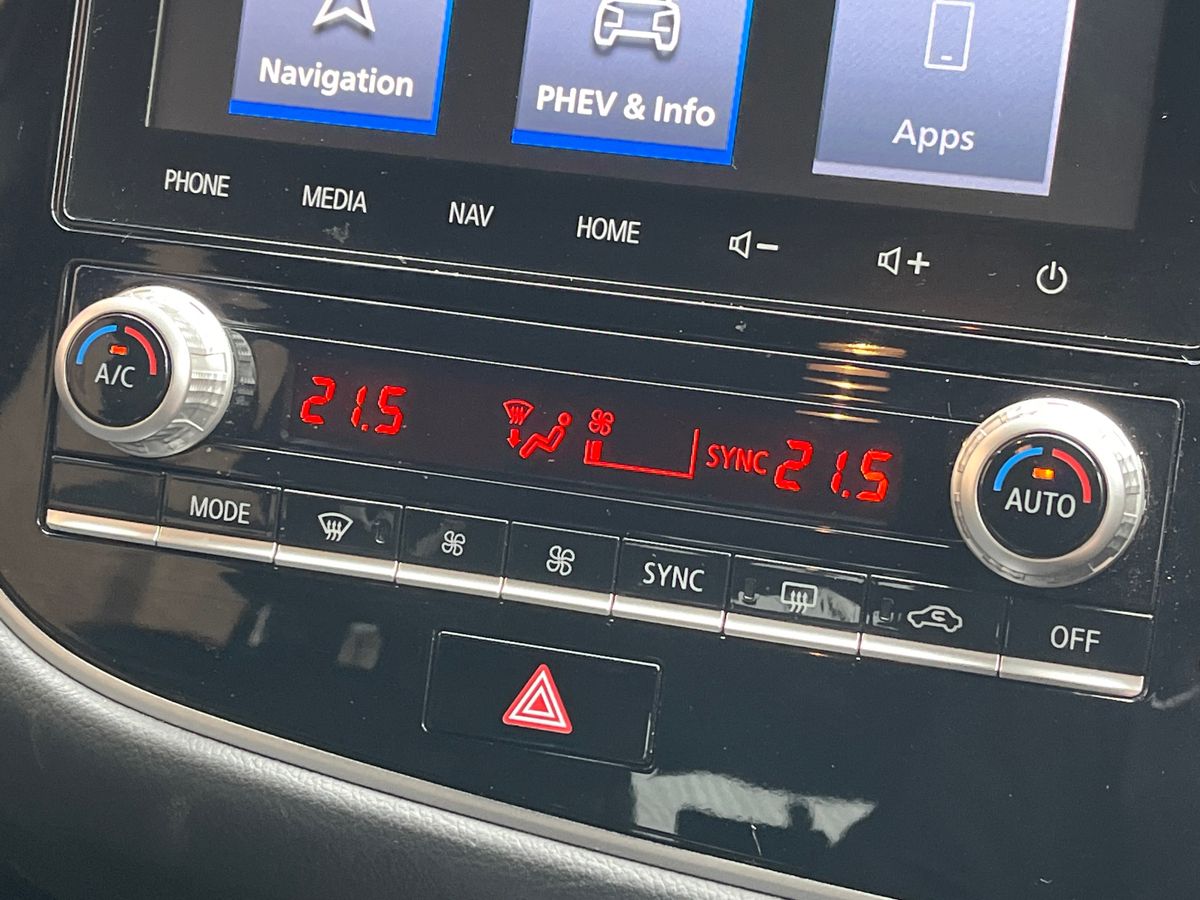 Navigation
PHEV & Info
Apps
PHONE
MEDIA
NAV
HOME
A/C
21.5
SYNC
21.5
AUTO
MODE
SYNC
OFF